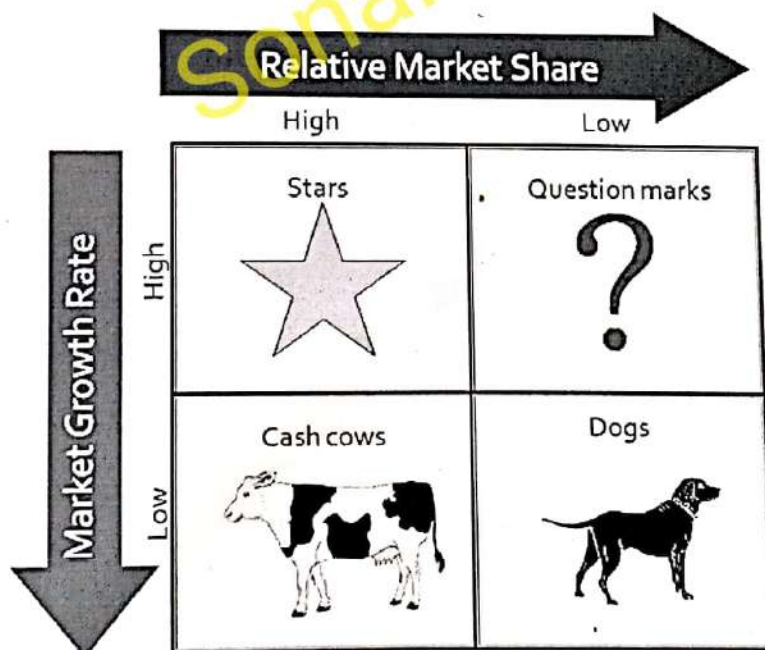 Relative Market Share
High Low
Market Growth Rate
High
Stars
Question marks
?
Low
Cash cows
Dogs